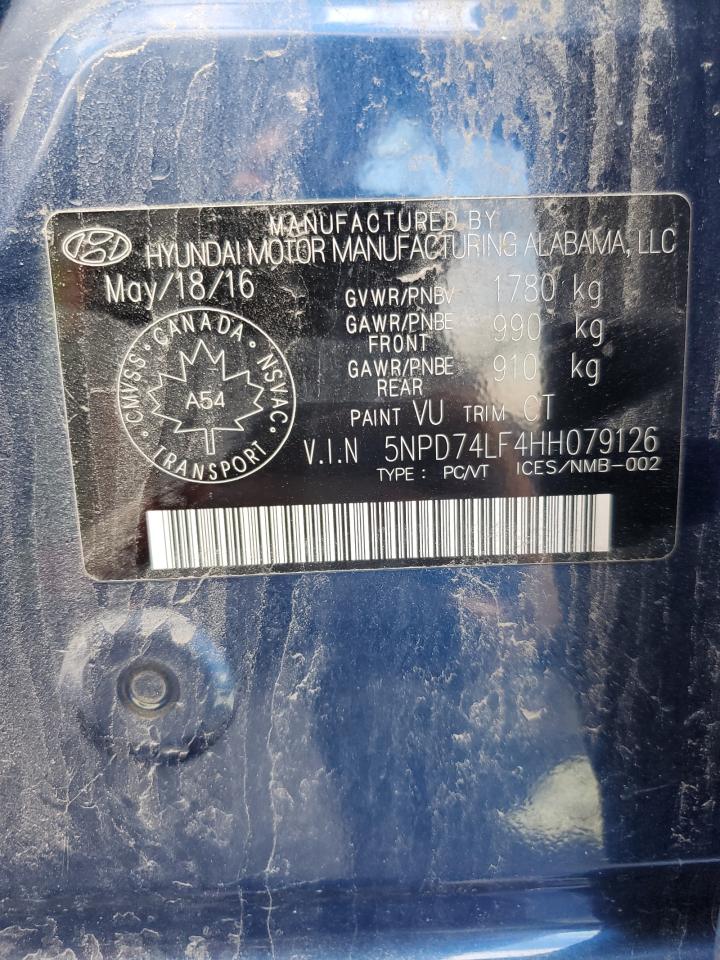 MANUFACTURED BY
HYUNDAI MOTOR MANUFACTURING ALABAMA, LLC
May/18/16
GVWR/PNBV 1780 kg
GAWR/PNBE FRONT 990 kg
GAWR/PNBE REAR 910 kg
PAINT VU TRIM CT
CMVSS · CANADA · NSVAC
A54
TRANSPORT
V.I.N 5NPD74LF4HH079126
TYPE: PC/VT ICES/NMB-002